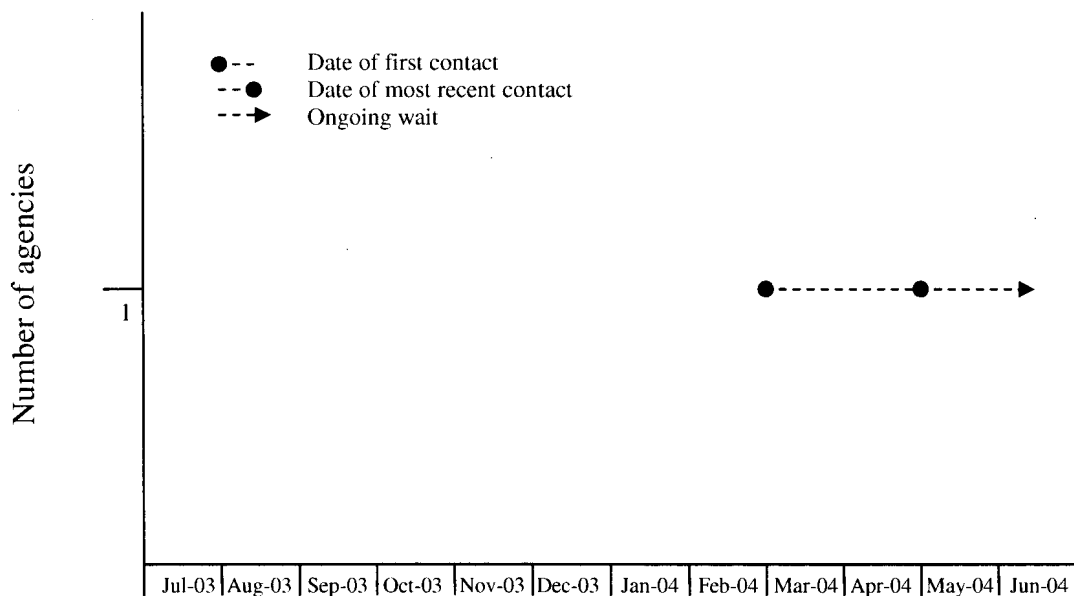 Date of first contact
Date of most recent contact
Ongoing wait
Number of agencies
1
Jul-03 Aug-03 Sep-03 Oct-03 Nov-03 Dec-03 Jan-04 Feb-04 Mar-04 Apr-04 May-04 Jun-04